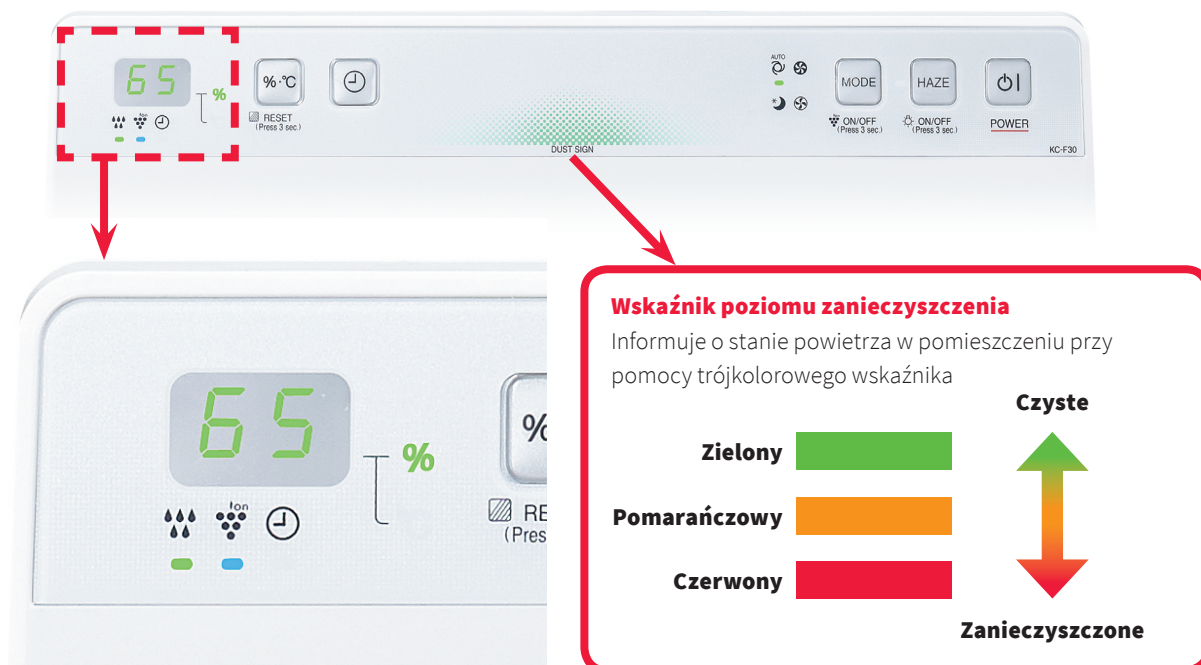 65
%
ion
%·℃
RESET
(Press 3 sec.)
DUST SIGN
AUTO
MODE
ion
ON/OFF
(Press 3 sec.)
HAZE
ON/OFF
(Press 3 sec.)
POWER
KC-F30
65
%
ion
%
RE
(Pres
Wskaźnik poziomu zanieczyszczenia
Informuje o stanie powietrza w pomieszczeniu przy
pomocy trójkolorowego wskaźnika
Czyste
Zielony
Pomarańczowy
Czerwony
Zanieczyszczone